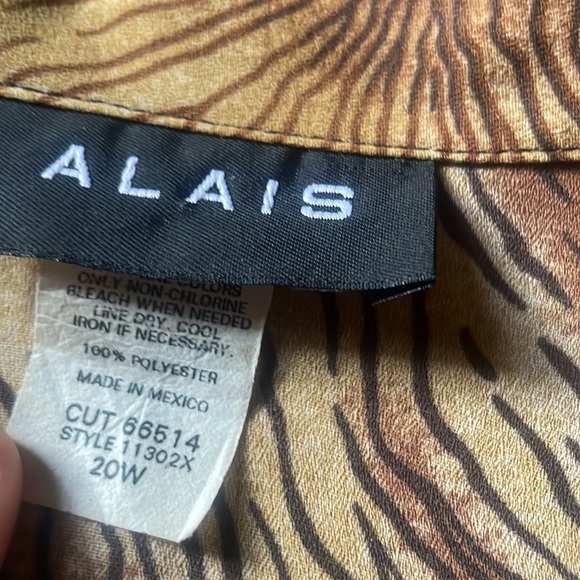 ALAIS
COLORS
ONLY NON-CHLORINE
BLEACH WHEN NEEDED
LINE DRY. COOL
IRON IF NECESSARY.
100% POLYESTER
MADE IN MEXICO
CUT 66514
STYLE 11302X
20W